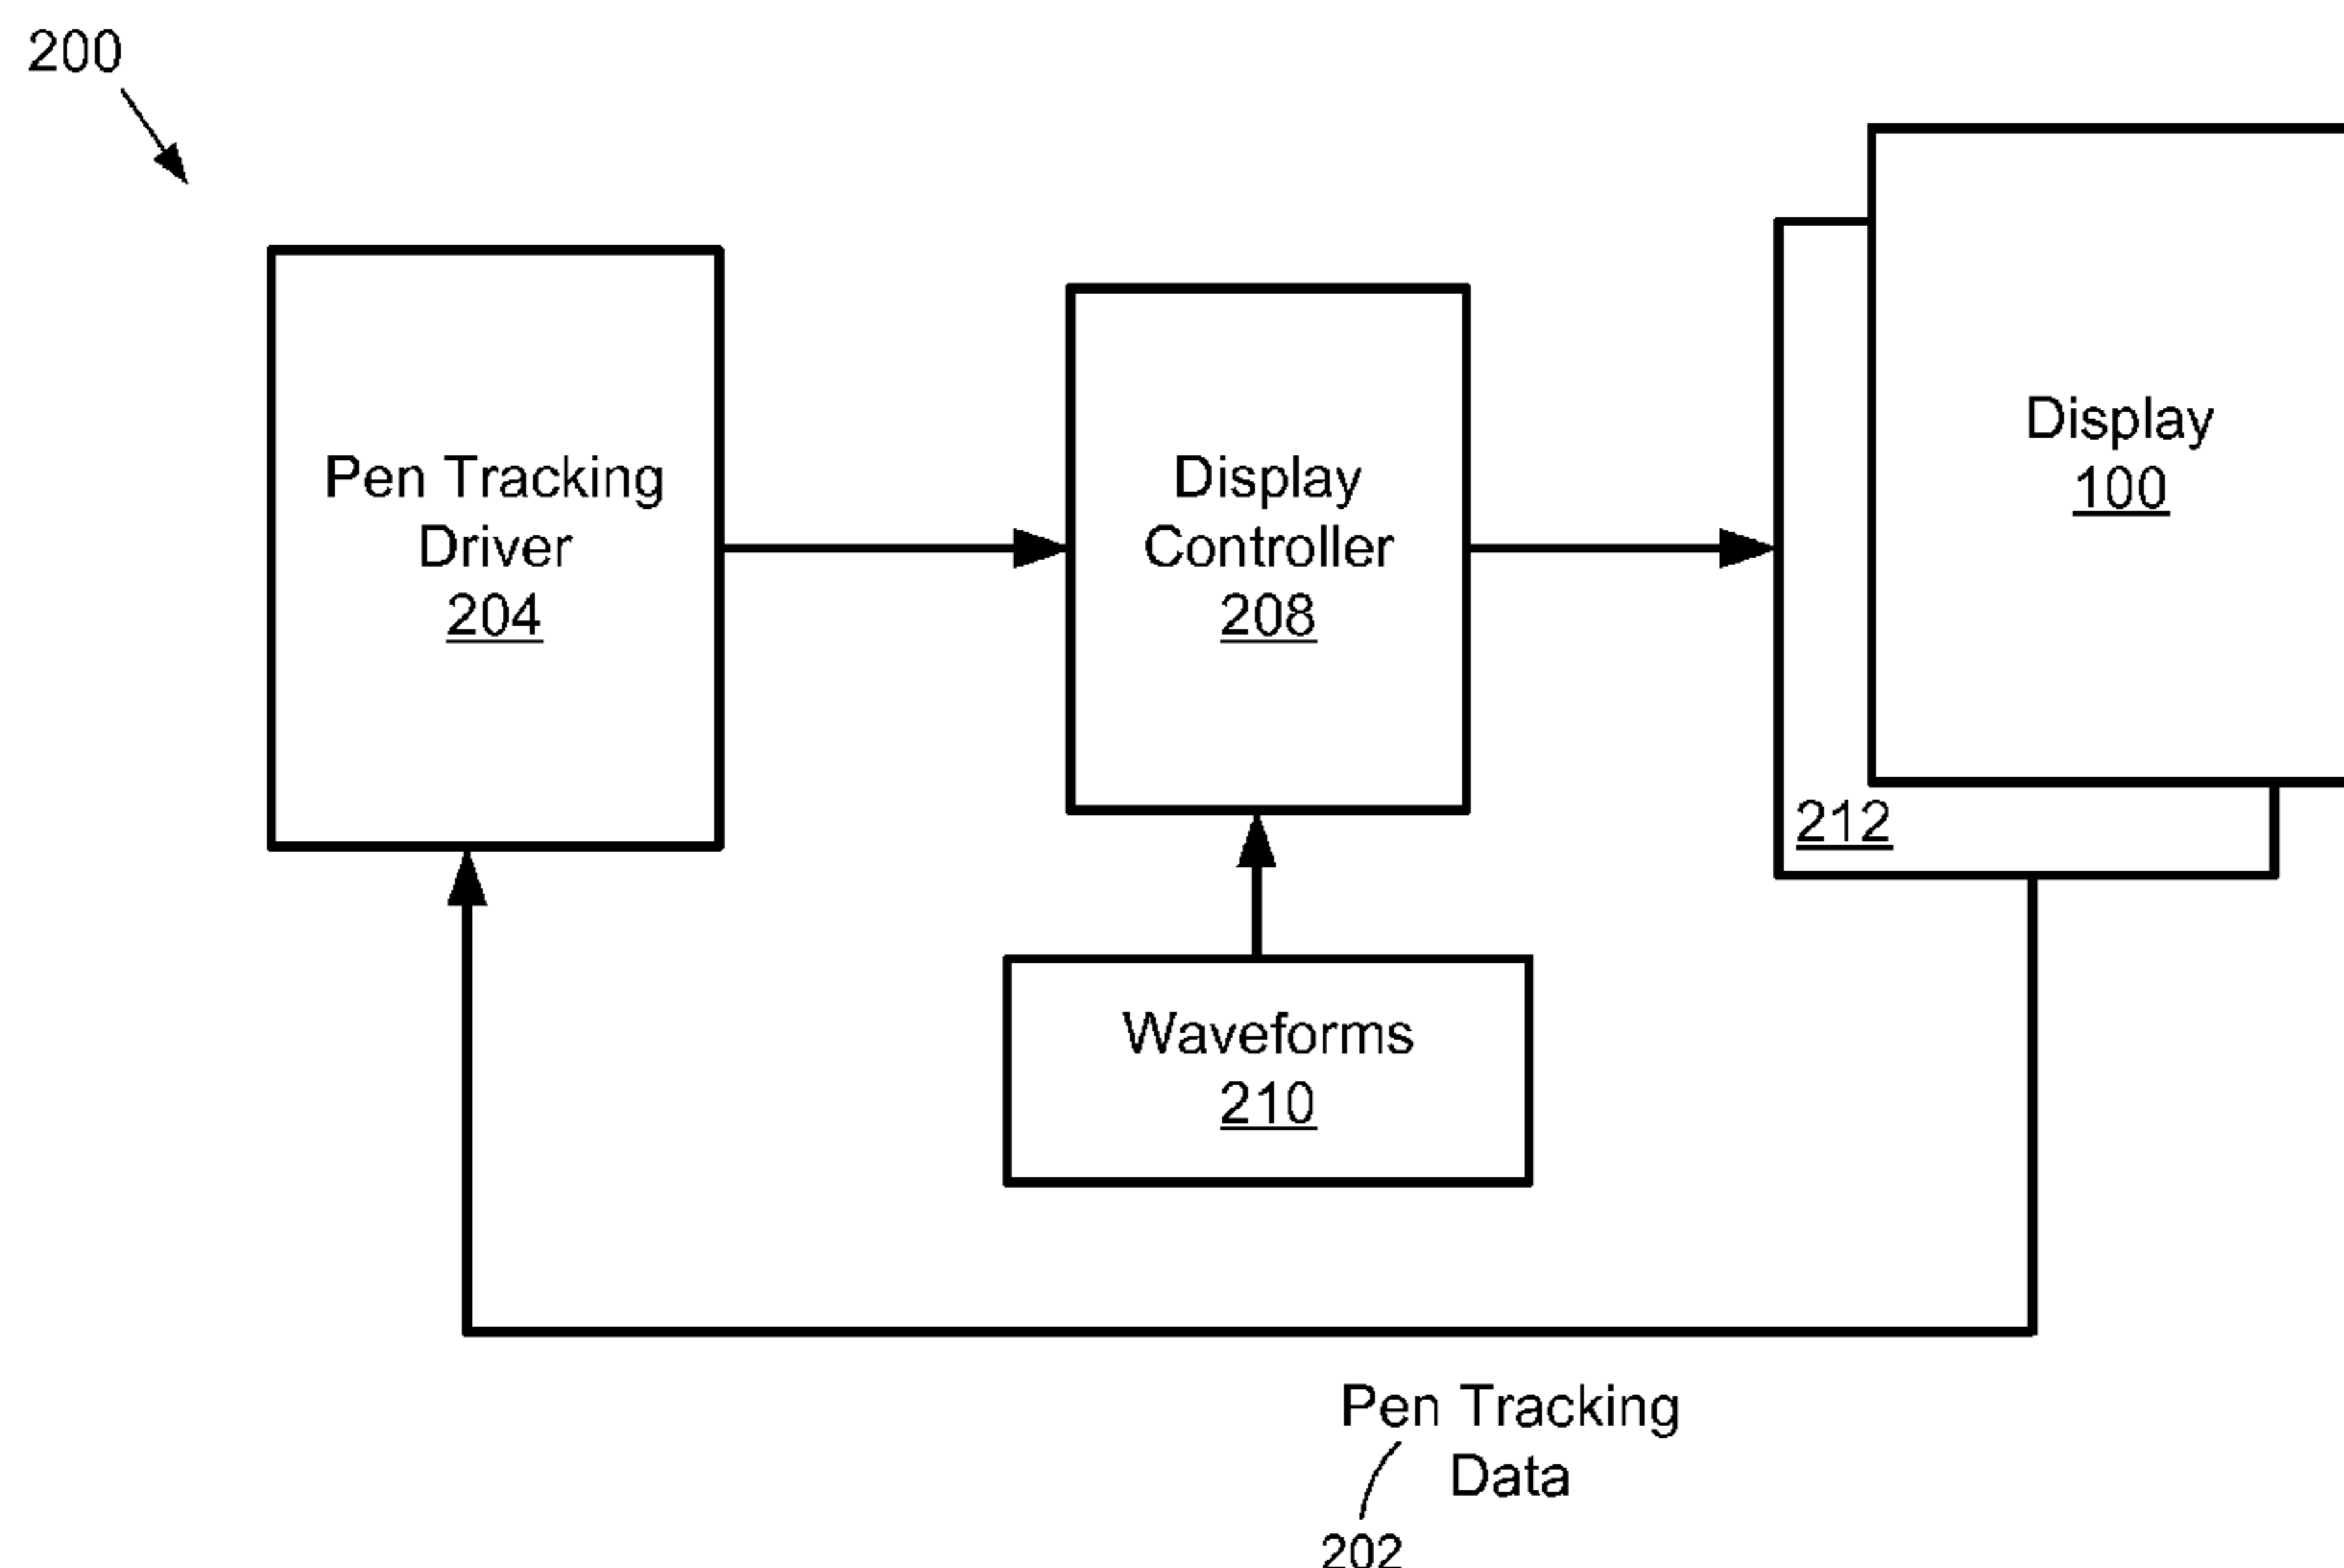 200
Pen Tracking
Driver
204
Display
Controller
208
Display
100
212
Waveforms
210
Pen Tracking
Data
202